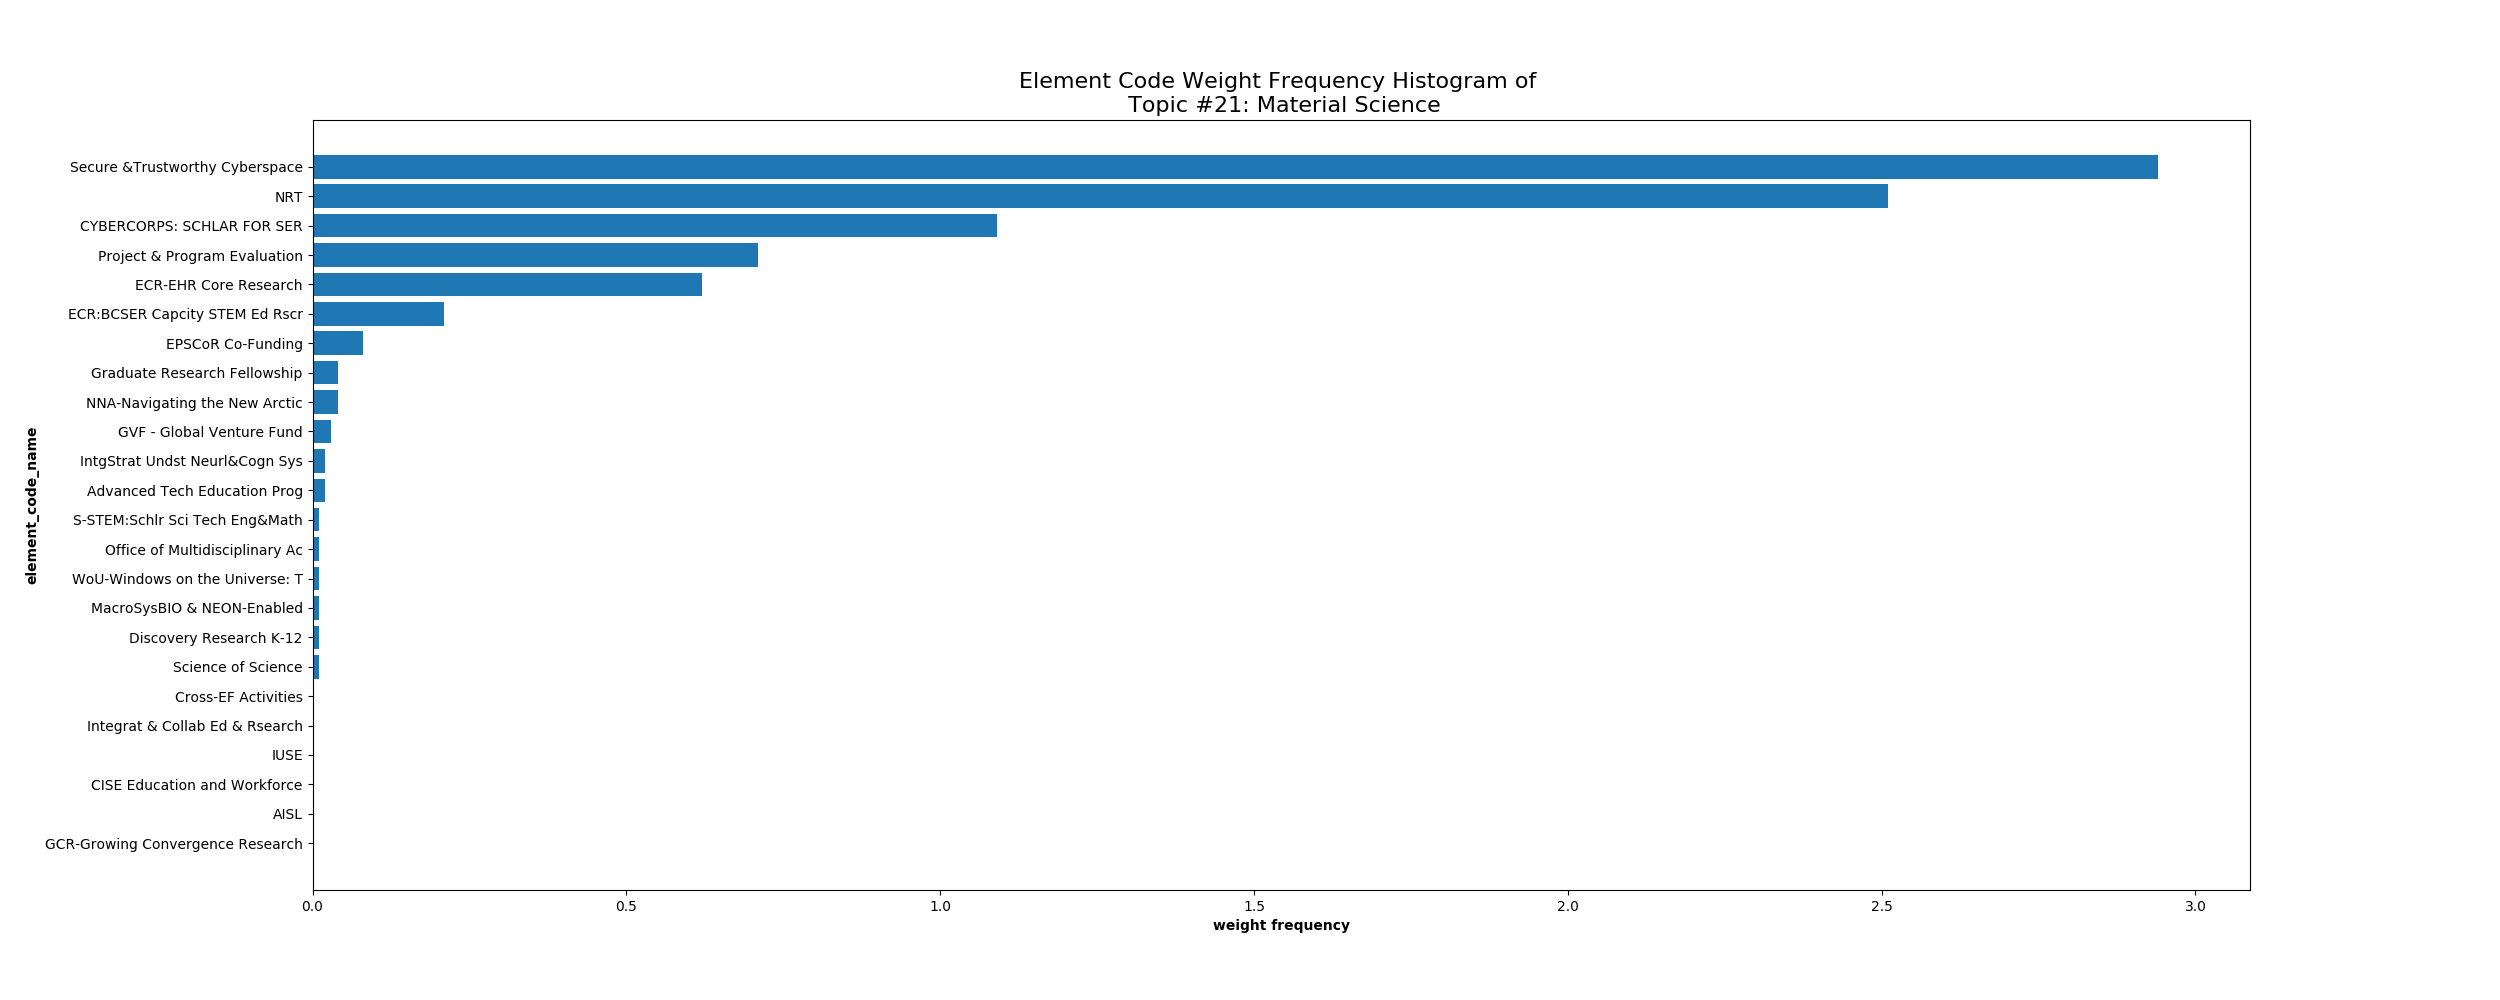 Element Code Weight Frequency Histogram of
Topic #21: Material Science
element_code_name
Secure &Trustworthy Cyberspace
NRT
CYBERCORPS: SCHLAR FOR SER
Project & Program Evaluation
ECR-EHR Core Research
ECR:BCSER Capcity STEM Ed Rscr
EPSCoR Co-Funding
Graduate Research Fellowship
NNA-Navigating the New Arctic
GVF - Global Venture Fund
IntgStrat Undst Neurl&Cogn Sys
Advanced Tech Education Prog
S-STEM:Schlr Sci Tech Eng&Math
Office of Multidisciplinary Ac
WoU-Windows on the Universe: T
MacroSysBIO & NEON-Enabled
Discovery Research K-12
Science of Science
Cross-EF Activities
Integrat & Collab Ed & Rsearch
IUSE
CISE Education and Workforce
AISL
GCR-Growing Convergence Research
0.0 0.5 1.0 1.5 2.0 2.5 3.0
weight frequency